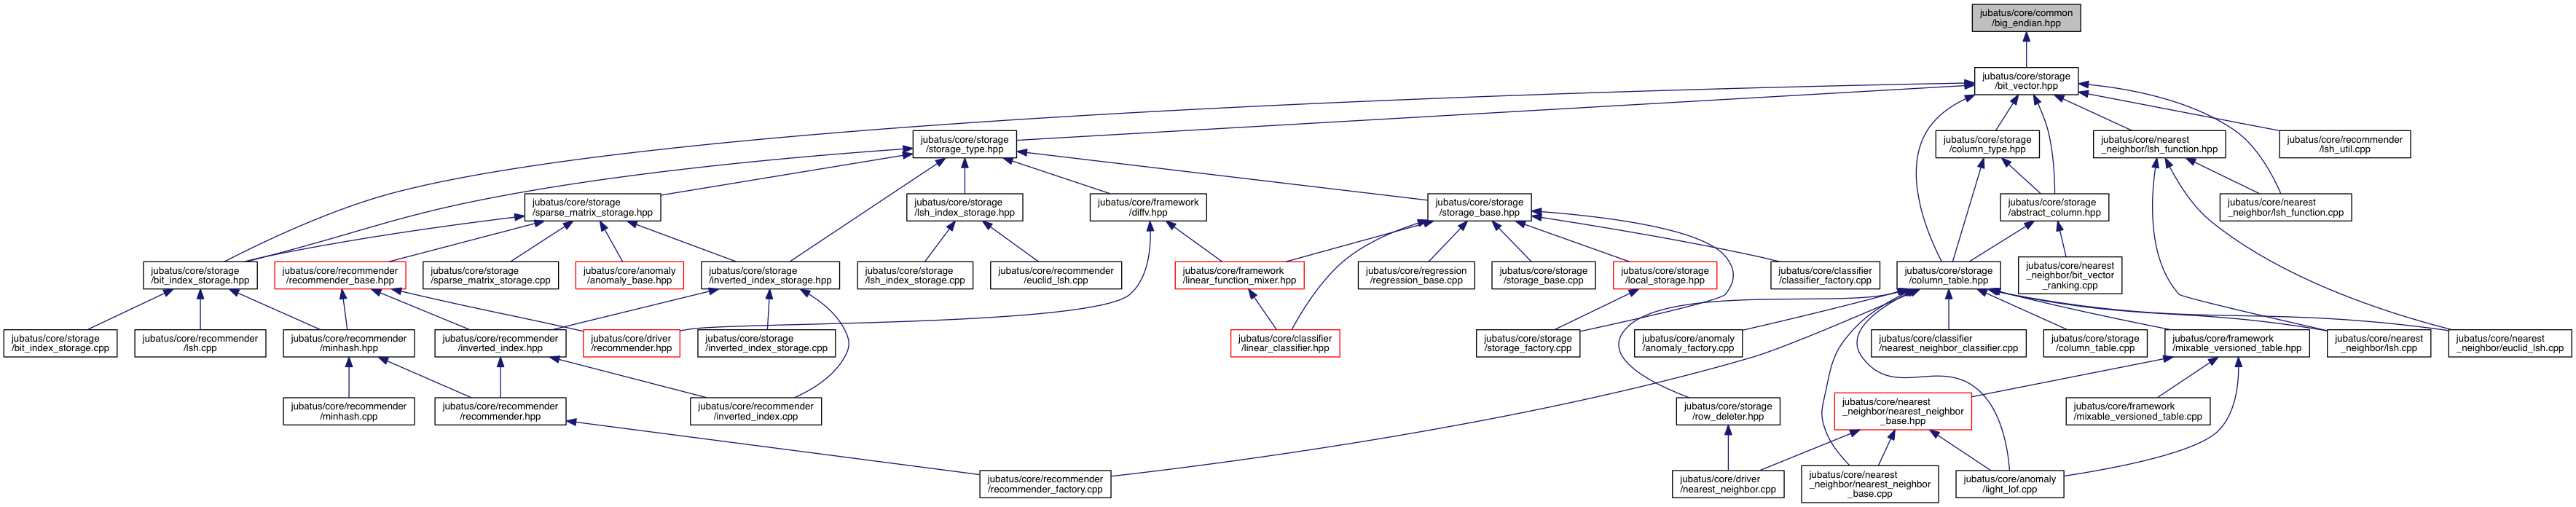 jubatus/core/common
/big_endian.hpp
jubatus/core/storage
/bit_vector.hpp
jubatus/core/storage
/storage_type.hpp
jubatus/core/storage
/column_type.hpp
jubatus/core/nearest
_neighbor/lsh_function.hpp
jubatus/core/recommender
/lsh_util.cpp
jubatus/core/storage
/sparse_matrix_storage.hpp
jubatus/core/storage
/lsh_index_storage.hpp
jubatus/core/framework
/diffv.hpp
jubatus/core/storage
/storage_base.hpp
jubatus/core/storage
/abstract_column.hpp
jubatus/core/nearest
_neighbor/lsh_function.cpp
jubatus/core/storage
/bit_index_storage.hpp
jubatus/core/recommender
/recommender_base.hpp
jubatus/core/storage
/sparse_matrix_storage.cpp
jubatus/core/anomaly
/anomaly_base.hpp
jubatus/core/storage
/inverted_index_storage.hpp
jubatus/core/storage
/lsh_index_storage.cpp
jubatus/core/recommender
/euclid_lsh.cpp
jubatus/core/framework
/linear_function_mixer.hpp
jubatus/core/regression
/regression_base.cpp
jubatus/core/storage
/storage_base.cpp
jubatus/core/storage
/local_storage.hpp
jubatus/core/classifier
/classifier_factory.cpp
jubatus/core/storage
/column_table.hpp
jubatus/core/nearest
_neighbor/bit_vector
_ranking.cpp
jubatus/core/storage
/bit_index_storage.cpp
jubatus/core/recommender
/lsh.cpp
jubatus/core/recommender
/minhash.hpp
jubatus/core/recommender
/inverted_index.hpp
jubatus/core/driver
/recommender.hpp
jubatus/core/storage
/inverted_index_storage.cpp
jubatus/core/classifier
/linear_classifier.hpp
jubatus/core/storage
/storage_factory.cpp
jubatus/core/anomaly
/anomaly_factory.cpp
jubatus/core/classifier
/nearest_neighbor_classifier.cpp
jubatus/core/storage
/column_table.cpp
jubatus/core/framework
/mixable_versioned_table.hpp
jubatus/core/nearest
_neighbor/lsh.cpp
jubatus/core/nearest
_neighbor/euclid_lsh.cpp
jubatus/core/recommender
/minhash.cpp
jubatus/core/recommender
/recommender.hpp
jubatus/core/recommender
/inverted_index.cpp
jubatus/core/storage
/row_deleter.hpp
jubatus/core/nearest
_neighbor/nearest_neighbor
_base.hpp
jubatus/core/framework
/mixable_versioned_table.cpp
jubatus/core/recommender
/recommender_factory.cpp
jubatus/core/driver
/nearest_neighbor.cpp
jubatus/core/nearest
_neighbor/nearest_neighbor
_base.cpp
jubatus/core/anomaly
/light_lof.cpp